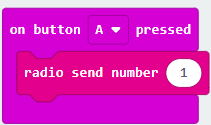 on button A pressed
radio send number 1